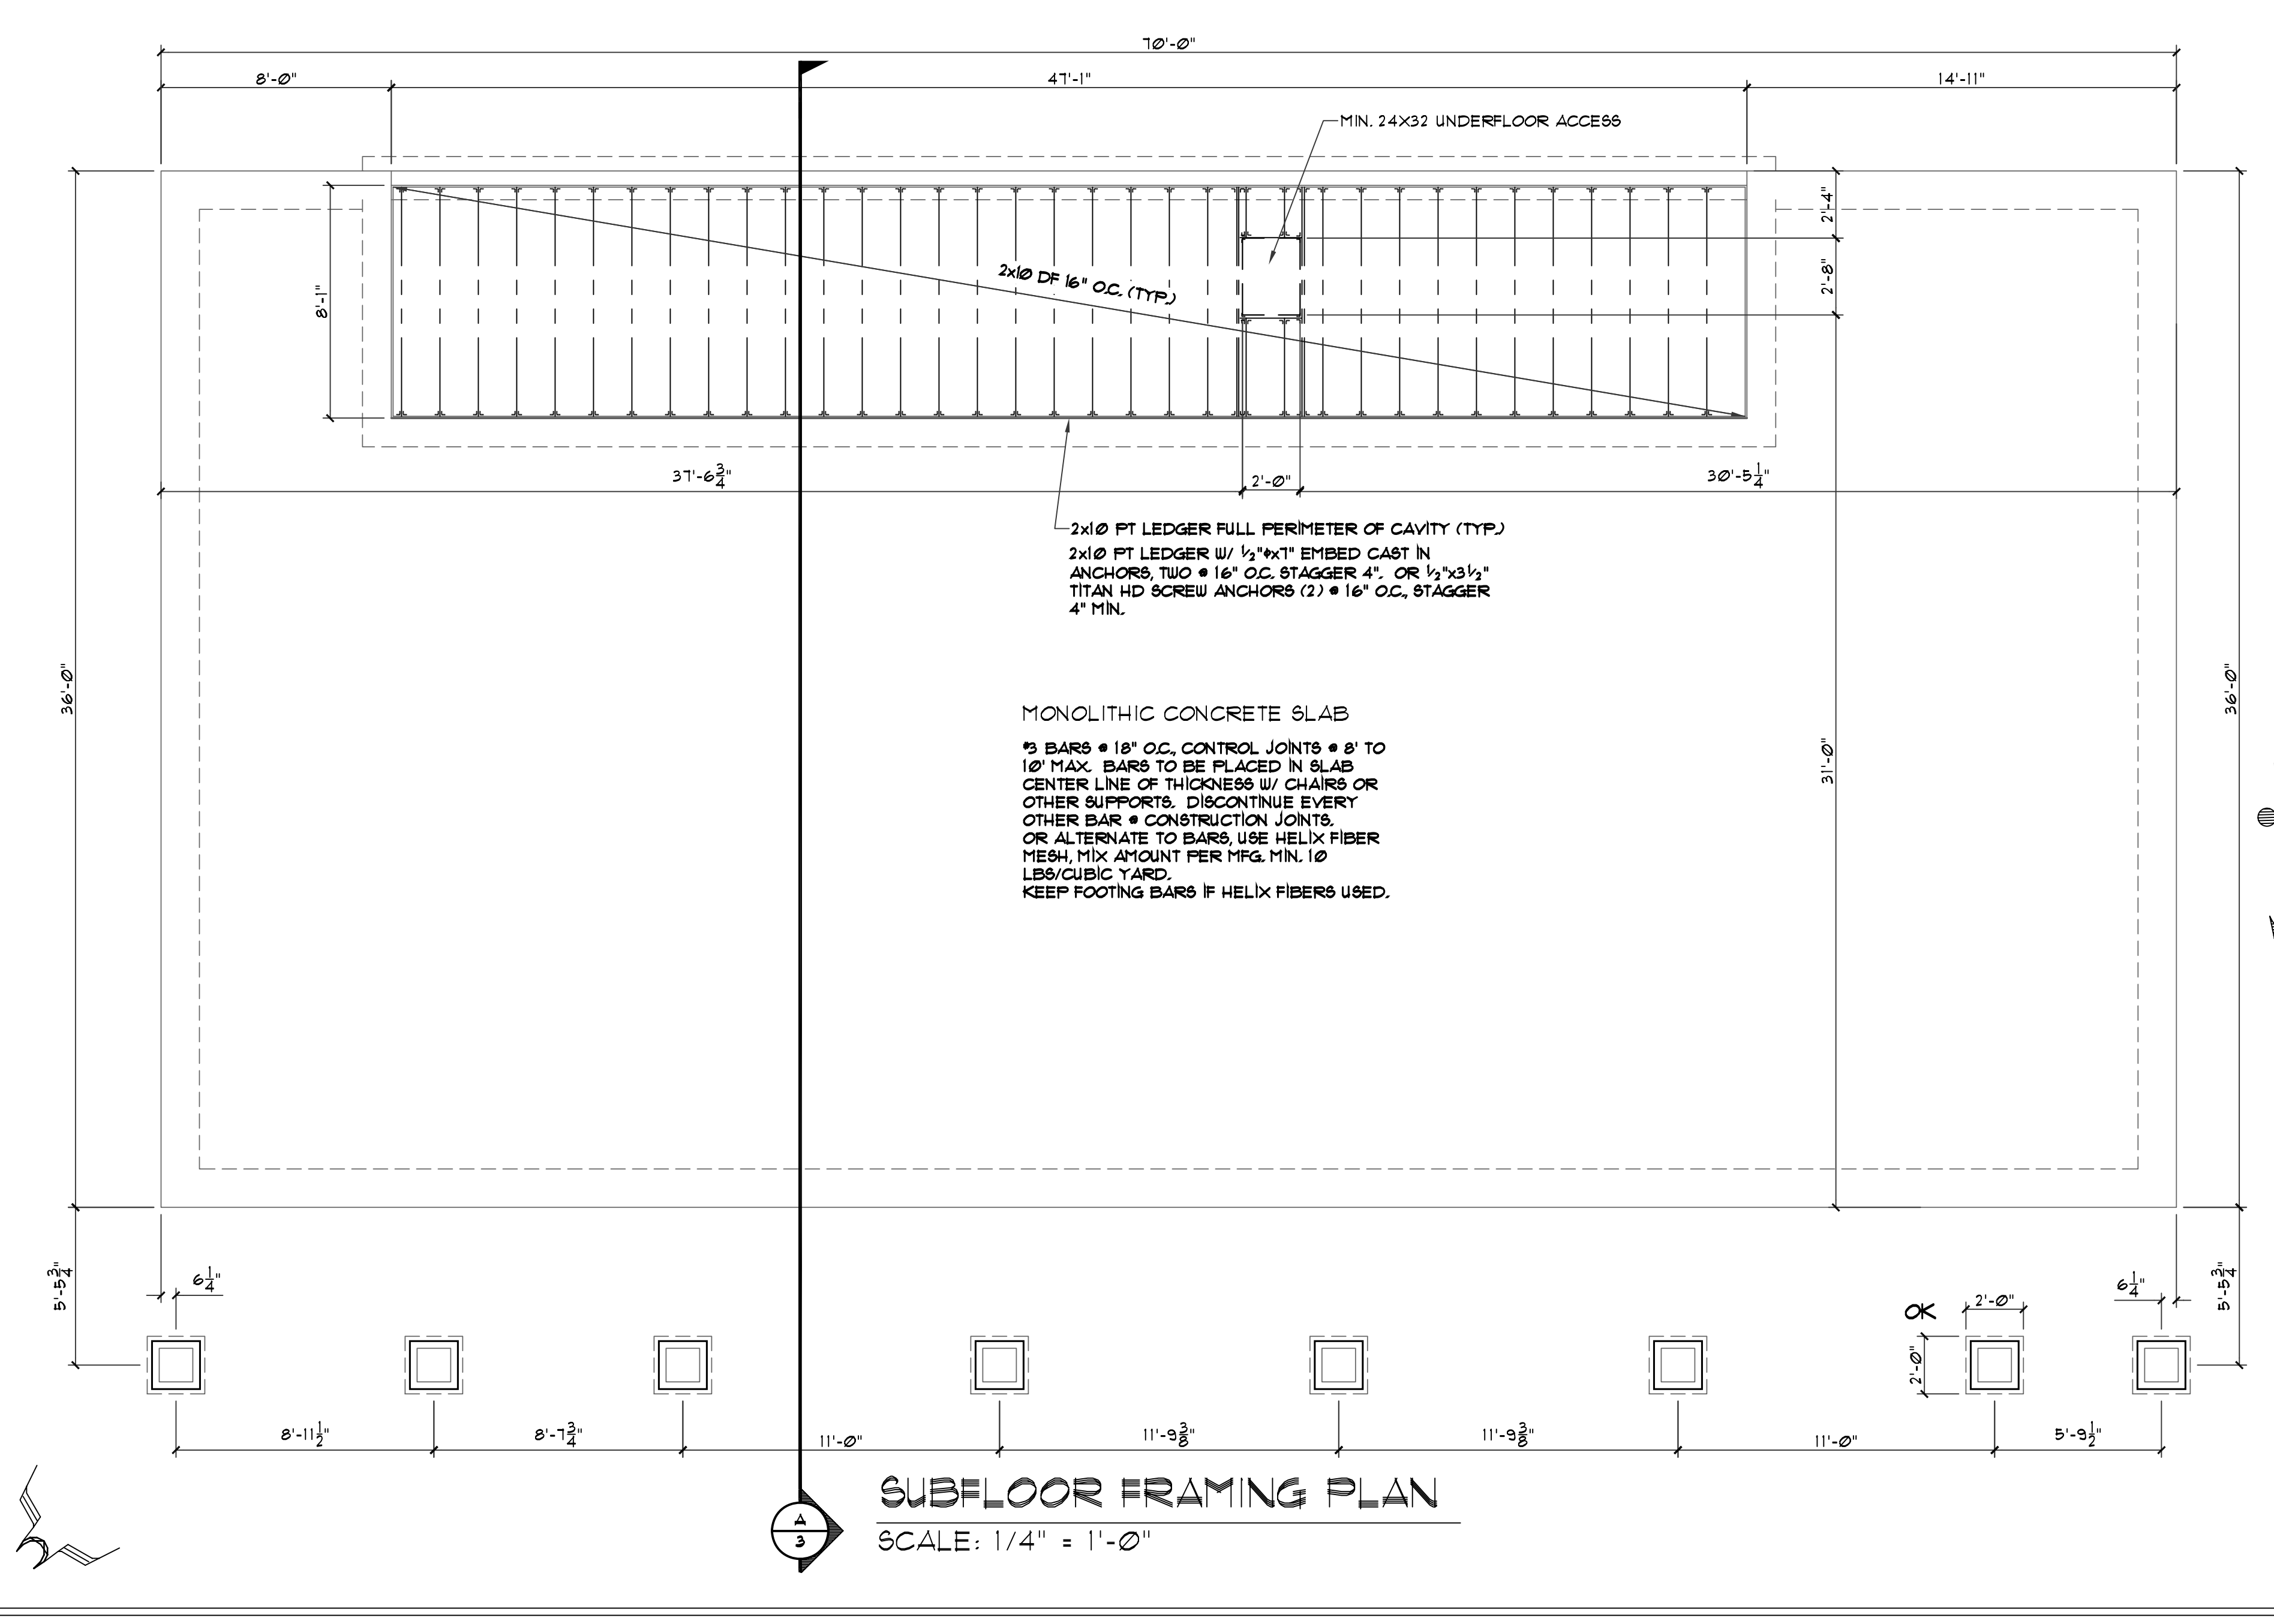 70'-0"
8'-0" 47'-1" 14'-11"
MIN. 24X32 UNDERFLOOR ACCESS
2'-4"
2'-8"
8'-1"
2x10 DF 16" O.C. (TYP.)
37'-6 3/4" 2'-0" 30'-5 1/4"
2x10 PT LEDGER FULL PERIMETER OF CAVITY (TYP.)
2x10 PT LEDGER W/ 1/2"φx7" EMBED CAST IN
ANCHORS, TWO @ 16" O.C. STAGGER 4". OR 1/2"x3 1/2"
TITAN HD SCREW ANCHORS (2) @ 16" O.C., STAGGER
4" MIN.
36'-0"
36'-0"
31'-0"
MONOLITHIC CONCRETE SLAB
#3 BARS @ 18" O.C., CONTROL JOINTS @ 8' TO
10' MAX. BARS TO BE PLACED IN SLAB
CENTER LINE OF THICKNESS W/ CHAIRS OR
OTHER SUPPORTS. DISCONTINUE EVERY
OTHER BAR @ CONSTRUCTION JOINTS.
OR ALTERNATE TO BARS, USE HELIX FIBER
MESH, MIX AMOUNT PER MFG. MIN. 10
LBS/CUBIC YARD.
KEEP FOOTING BARS IF HELIX FIBERS USED.
5'-5 3/4"
6 1/4"
OK
2'-0"
2'-0"
6 1/4"
5'-5 3/4"
8'-11 1/2" 8'-7 3/4" 11'-0" 11'-9 3/8" 11'-9 3/8" 11'-0" 5'-9 1/2"
SUBFLOOR FRAMING PLAN
A
3
SCALE: 1/4" = 1'-0"